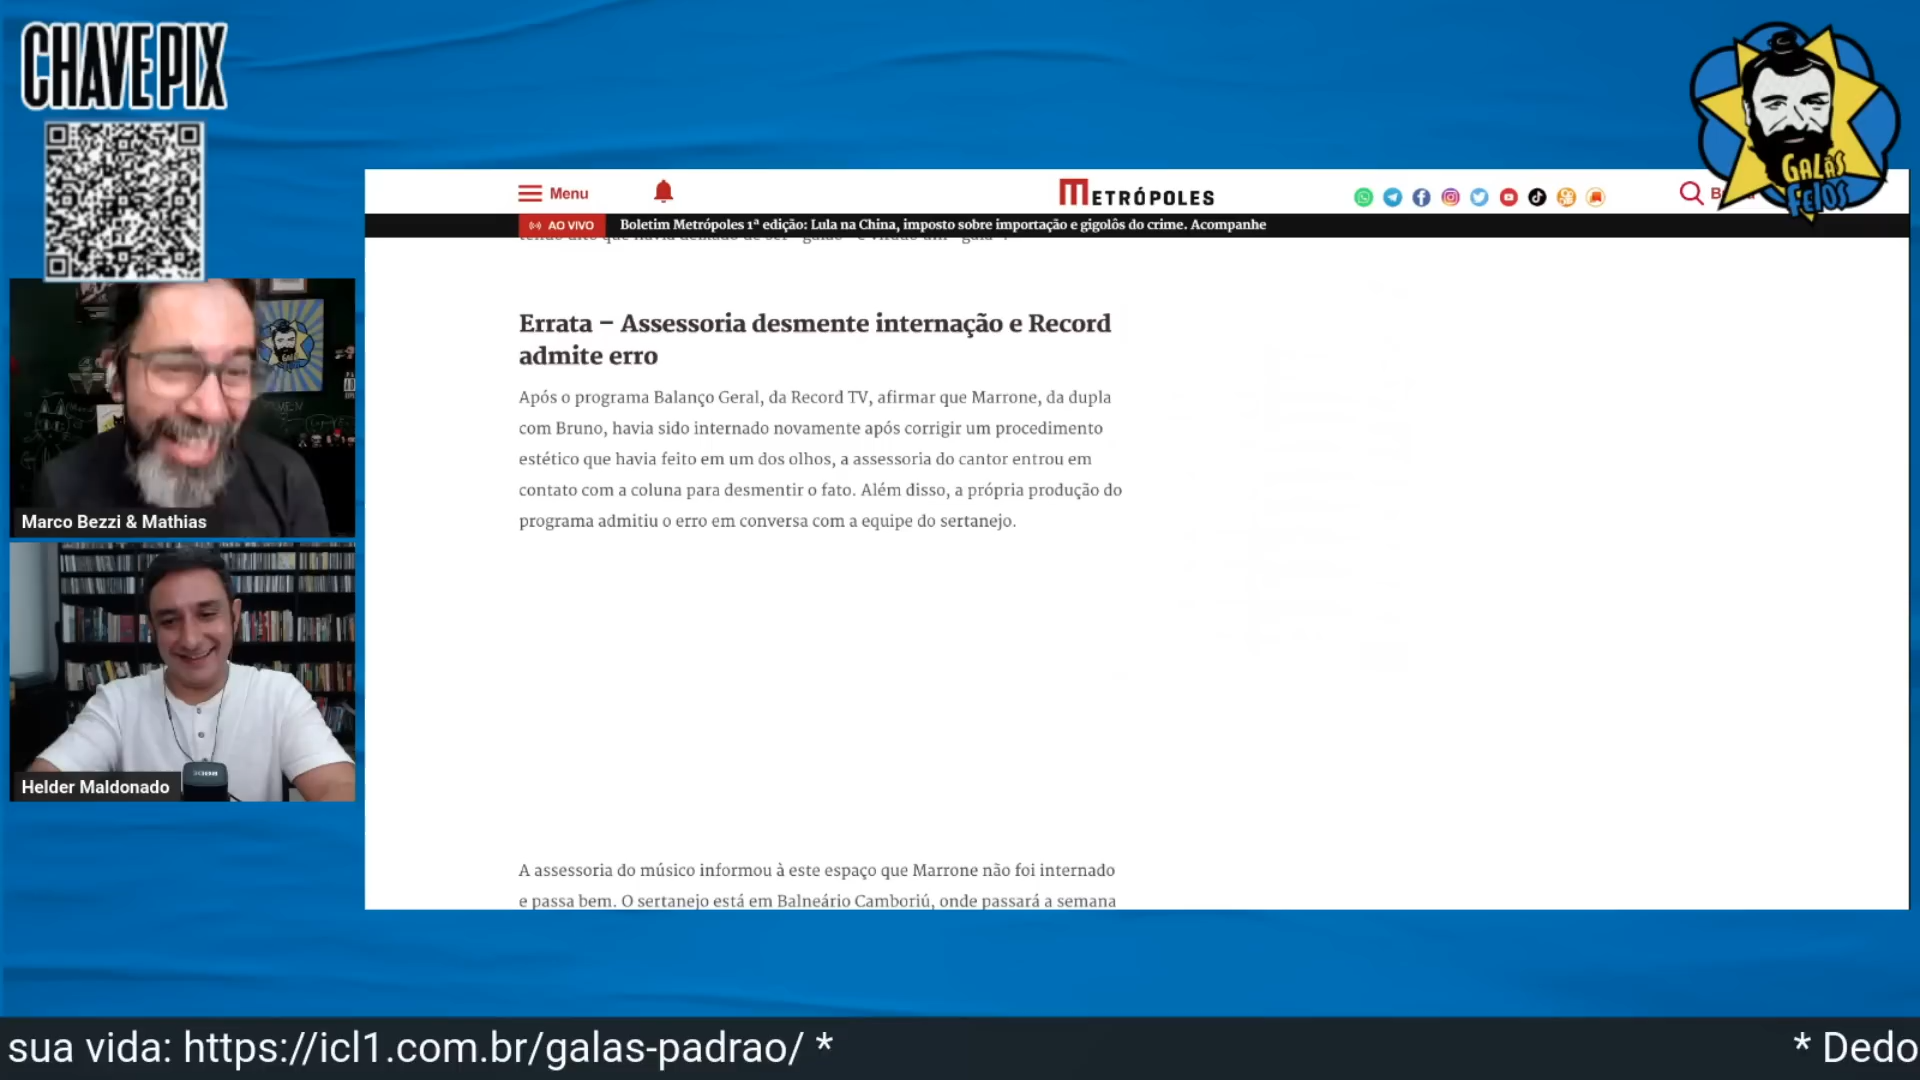 CHAVE PIX
GALÃS
FEIOS
Menu
METRÓPOLES
AO VIVO
Boletim Metrópoles 1ª edição: Lula na China, imposto sobre importação e gigolôs do crime. Acompanhe
Errata – Assessoria desmente internação e Record
admite erro
Após o programa Balanço Geral, da Record TV, afirmar que Marrone, da dupla
com Bruno, havia sido internado novamente após corrigir um procedimento
estético que havia feito em um dos olhos, a assessoria do cantor entrou em
contato com a coluna para desmentir o fato. Além disso, a própria produção do
programa admitiu o erro em conversa com a equipe do sertanejo.
A assessoria do músico informou à este espaço que Marrone não foi internado
e passa bem. O sertanejo está em Balneário Camboriú, onde passará a semana
Marco Bezzi & Mathias
Helder Maldonado
sua vida: https://icl1.com.br/galas-padrao/ *
* Dedo